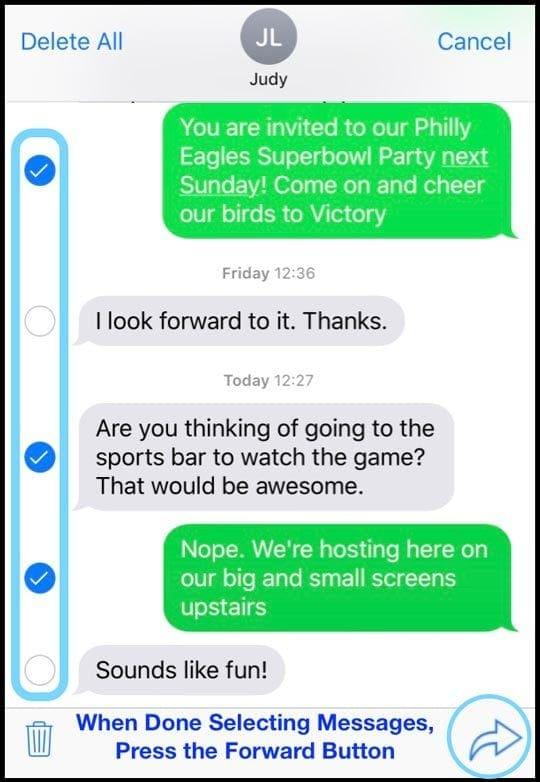 Delete All
JL
Cancel
Judy
You are invited to our Philly
Eagles Superbowl Party next
Sunday! Come on and cheer
our birds to Victory
Friday 12:36
I look forward to it. Thanks.
Today 12:27
Are you thinking of going to the
sports bar to watch the game?
That would be awesome.
Nope. We're hosting here on
our big and small screens
upstairs
Sounds like fun!
When Done Selecting Messages,
Press the Forward Button